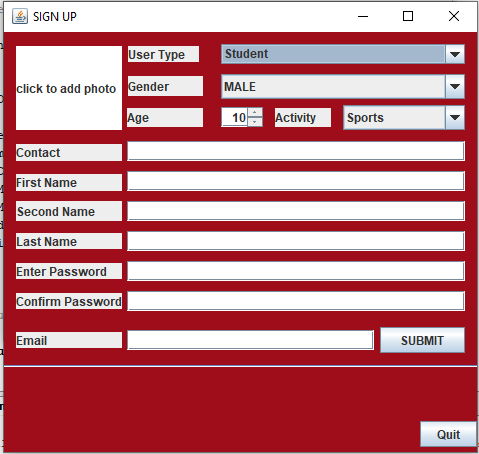 SIGN UP
User Type Student
click to add photo
Gender MALE
Age 10 Activity Sports
Contact
First Name
Second Name
Last Name
Enter Password
Confirm Password
Email SUBMIT
Quit